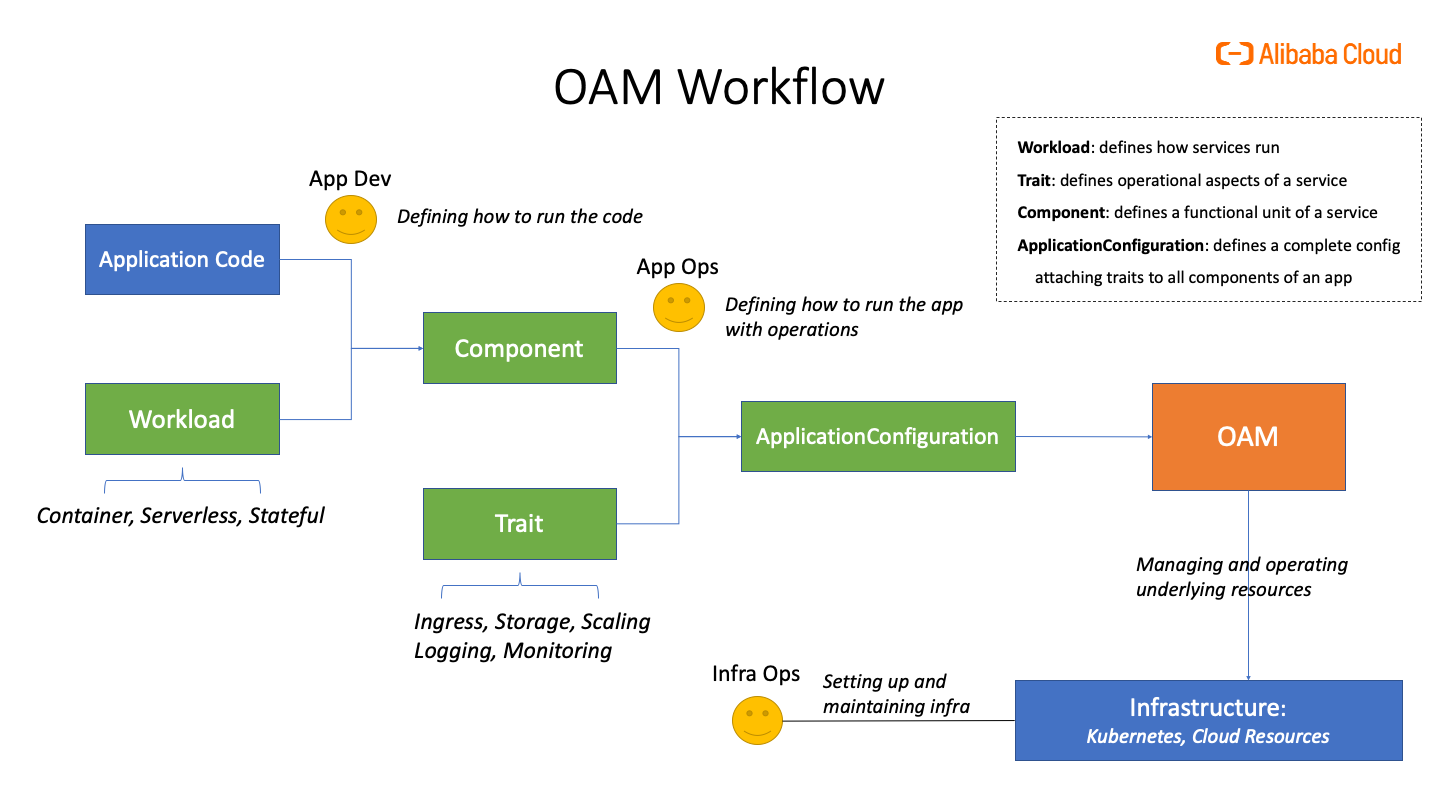 Alibaba Cloud
OAM Workflow
Workload: defines how services run
Trait: defines operational aspects of a service
Component: defines a functional unit of a service
ApplicationConfiguration: defines a complete config
attaching traits to all components of an app
App Dev
Defining how to run the code
Application Code
App Ops
Defining how to run the app
with operations
Component
Workload
ApplicationConfiguration
OAM
Container, Serverless, Stateful
Trait
Managing and operating
underlying resources
Ingress, Storage, Scaling
Logging, Monitoring
Infra Ops
Setting up and
maintaining infra
Infrastructure:
Kubernetes, Cloud Resources